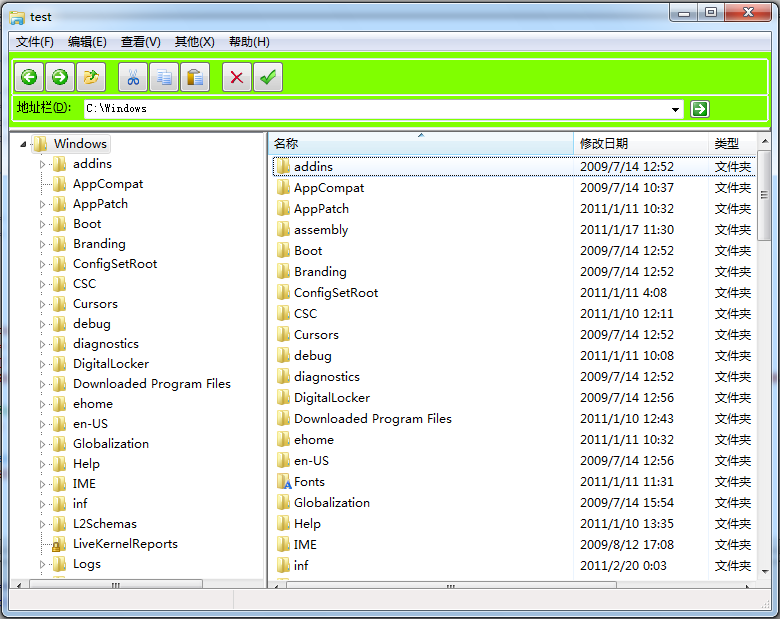 test
文件(F) 编辑(E) 查看(V) 其他(X) 帮助(H)
地址栏(D): C:\Windows
Windows
addins
AppCompat
AppPatch
Boot
Branding
ConfigSetRoot
CSC
Cursors
debug
diagnostics
DigitalLocker
Downloaded Program Files
ehome
en-US
Globalization
Help
IME
inf
L2Schemas
LiveKernelReports
Logs
名称 修改日期 类型
addins 2009/7/14 12:52 文件夹
AppCompat 2009/7/14 10:37 文件夹
AppPatch 2011/1/11 10:32 文件夹
assembly 2011/1/17 11:30 文件夹
Boot 2009/7/14 12:52 文件夹
Branding 2009/7/14 12:52 文件夹
ConfigSetRoot 2011/1/11 4:08 文件夹
CSC 2011/1/10 12:11 文件夹
Cursors 2009/7/14 12:52 文件夹
debug 2011/1/11 10:08 文件夹
diagnostics 2009/7/14 12:52 文件夹
DigitalLocker 2009/7/14 12:56 文件夹
Downloaded Program Files 2011/1/10 12:43 文件夹
ehome 2011/1/11 10:32 文件夹
en-US 2009/7/14 12:56 文件夹
Fonts 2011/1/11 11:31 文件夹
Globalization 2009/7/14 15:54 文件夹
Help 2011/1/10 13:35 文件夹
IME 2009/8/12 17:08 文件夹
inf 2011/2/20 0:03 文件夹